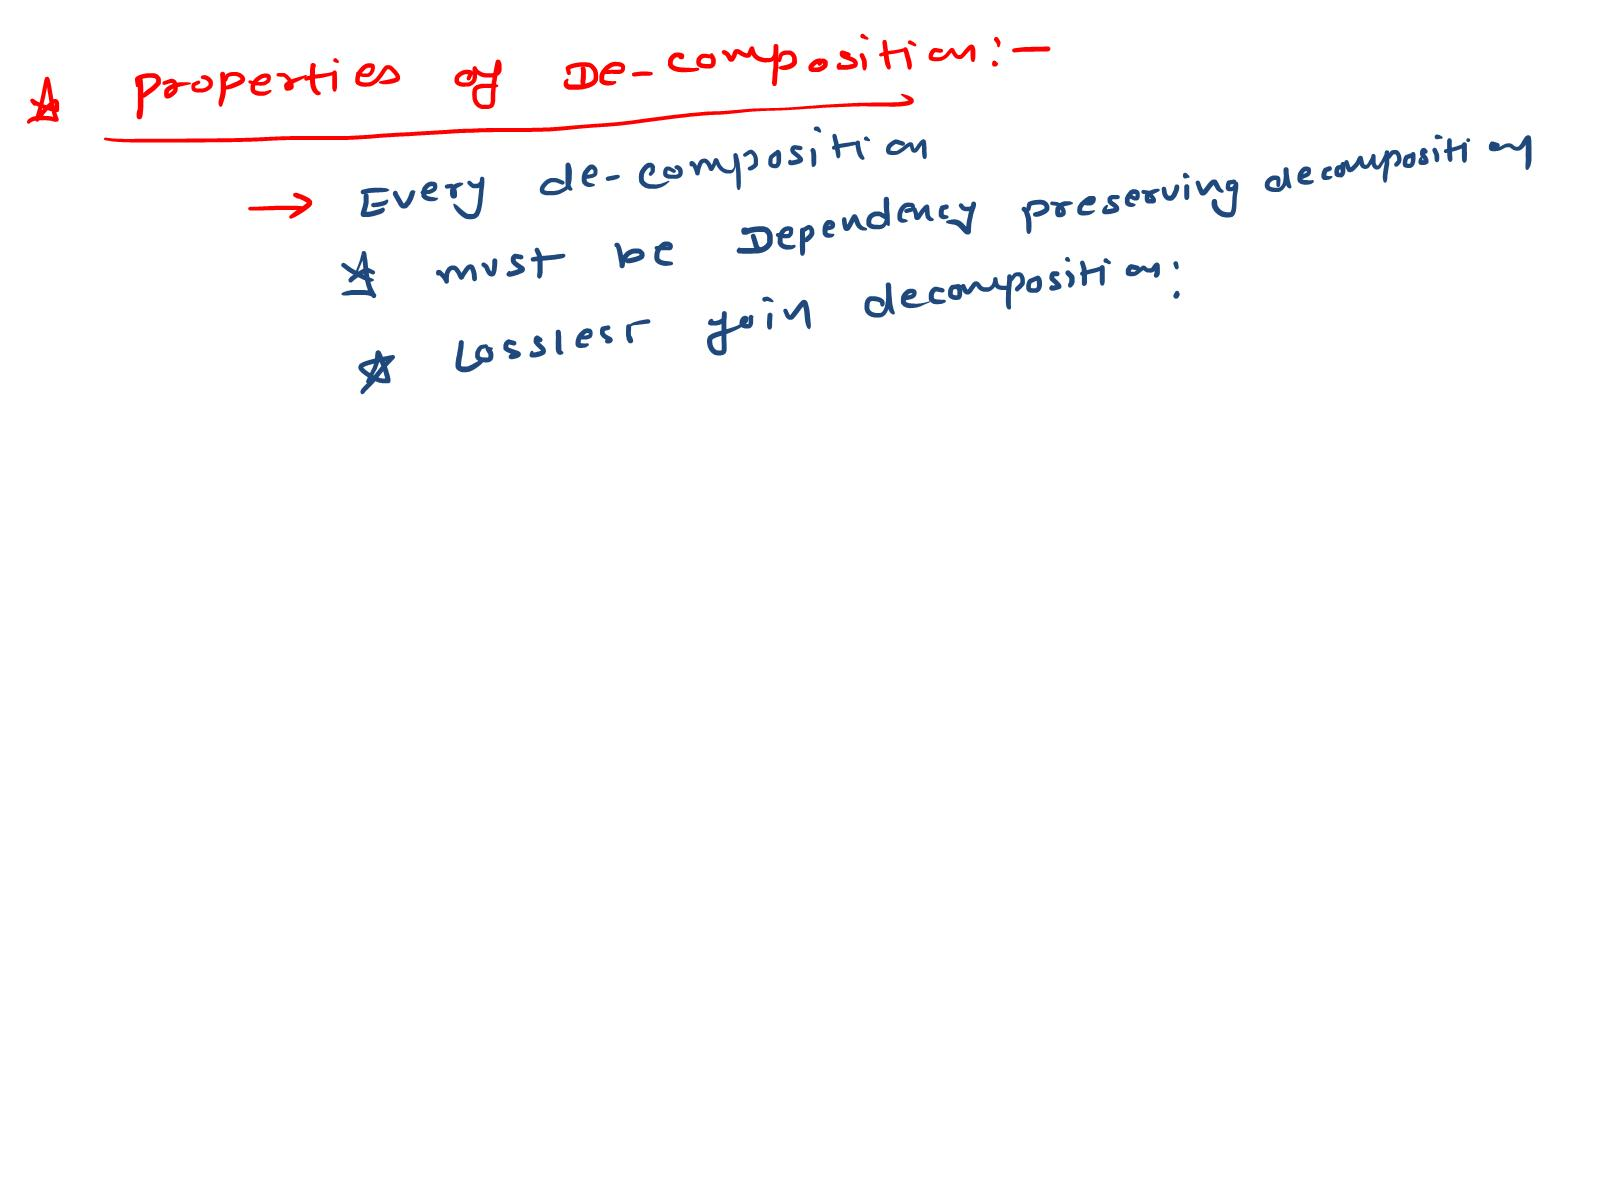 ☆ Properties of De-composition:-
→ Every de-composition
☆ must be Dependency preserving decomposition
☆ Lossless join decomposition: